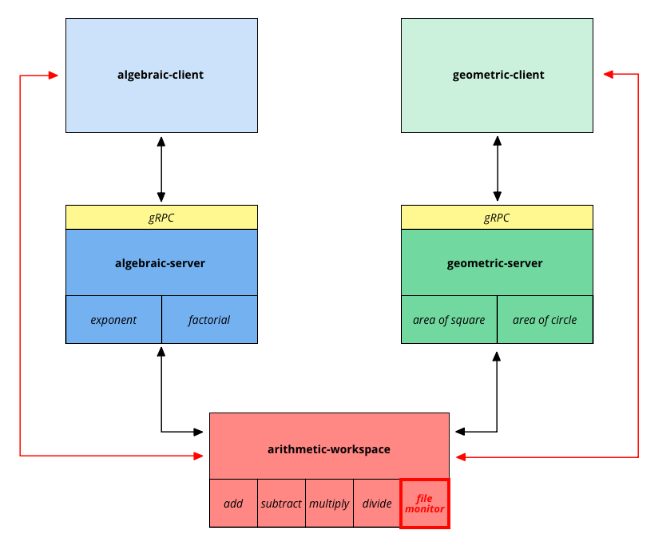 algebraic-client
geometric-client
gRPC
gRPC
algebraic-server
geometric-server
exponent
factorial
area of square
area of circle
arithmetic-workspace
add
subtract
multiply
divide
file
monitor